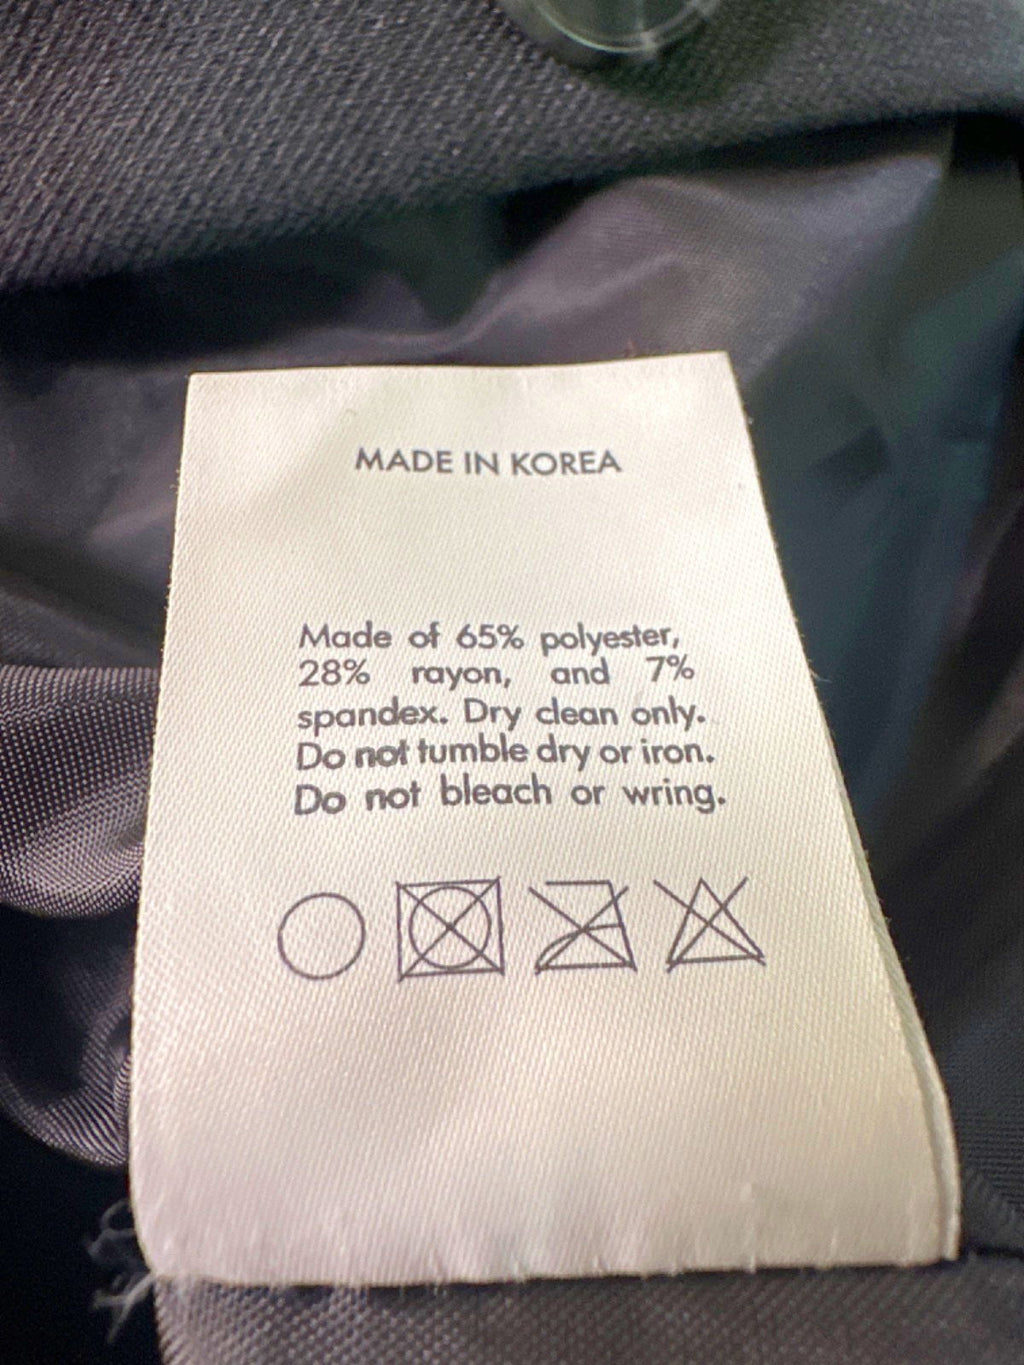 MADE IN KOREA
Made of 65% polyester,
28% rayon, and 7%
spandex. Dry clean only.
Do not tumble dry or iron.
Do not bleach or wring.